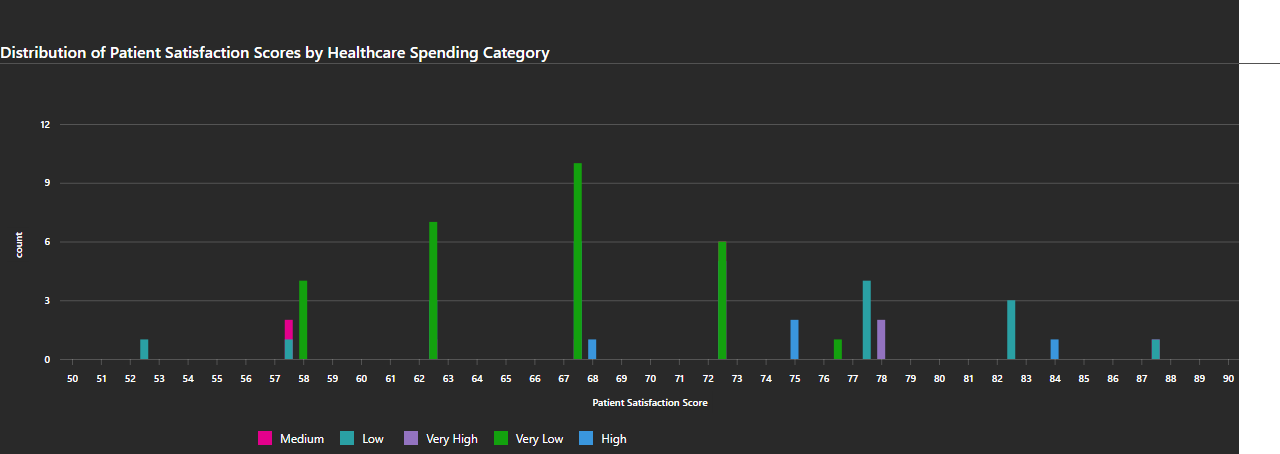 Distribution of Patient Satisfaction Scores by Healthcare Spending Category
12
9
6
3
0
count
50 51 52 53 54 55 56 57 58 59 60 61 62 63 64 65 66 67 68 69 70 71 72 73 74 75 76 77 78 79 80 81 82 83 84 85 86 87 88 89 90
Patient Satisfaction Score
Medium Low Very High Very Low High